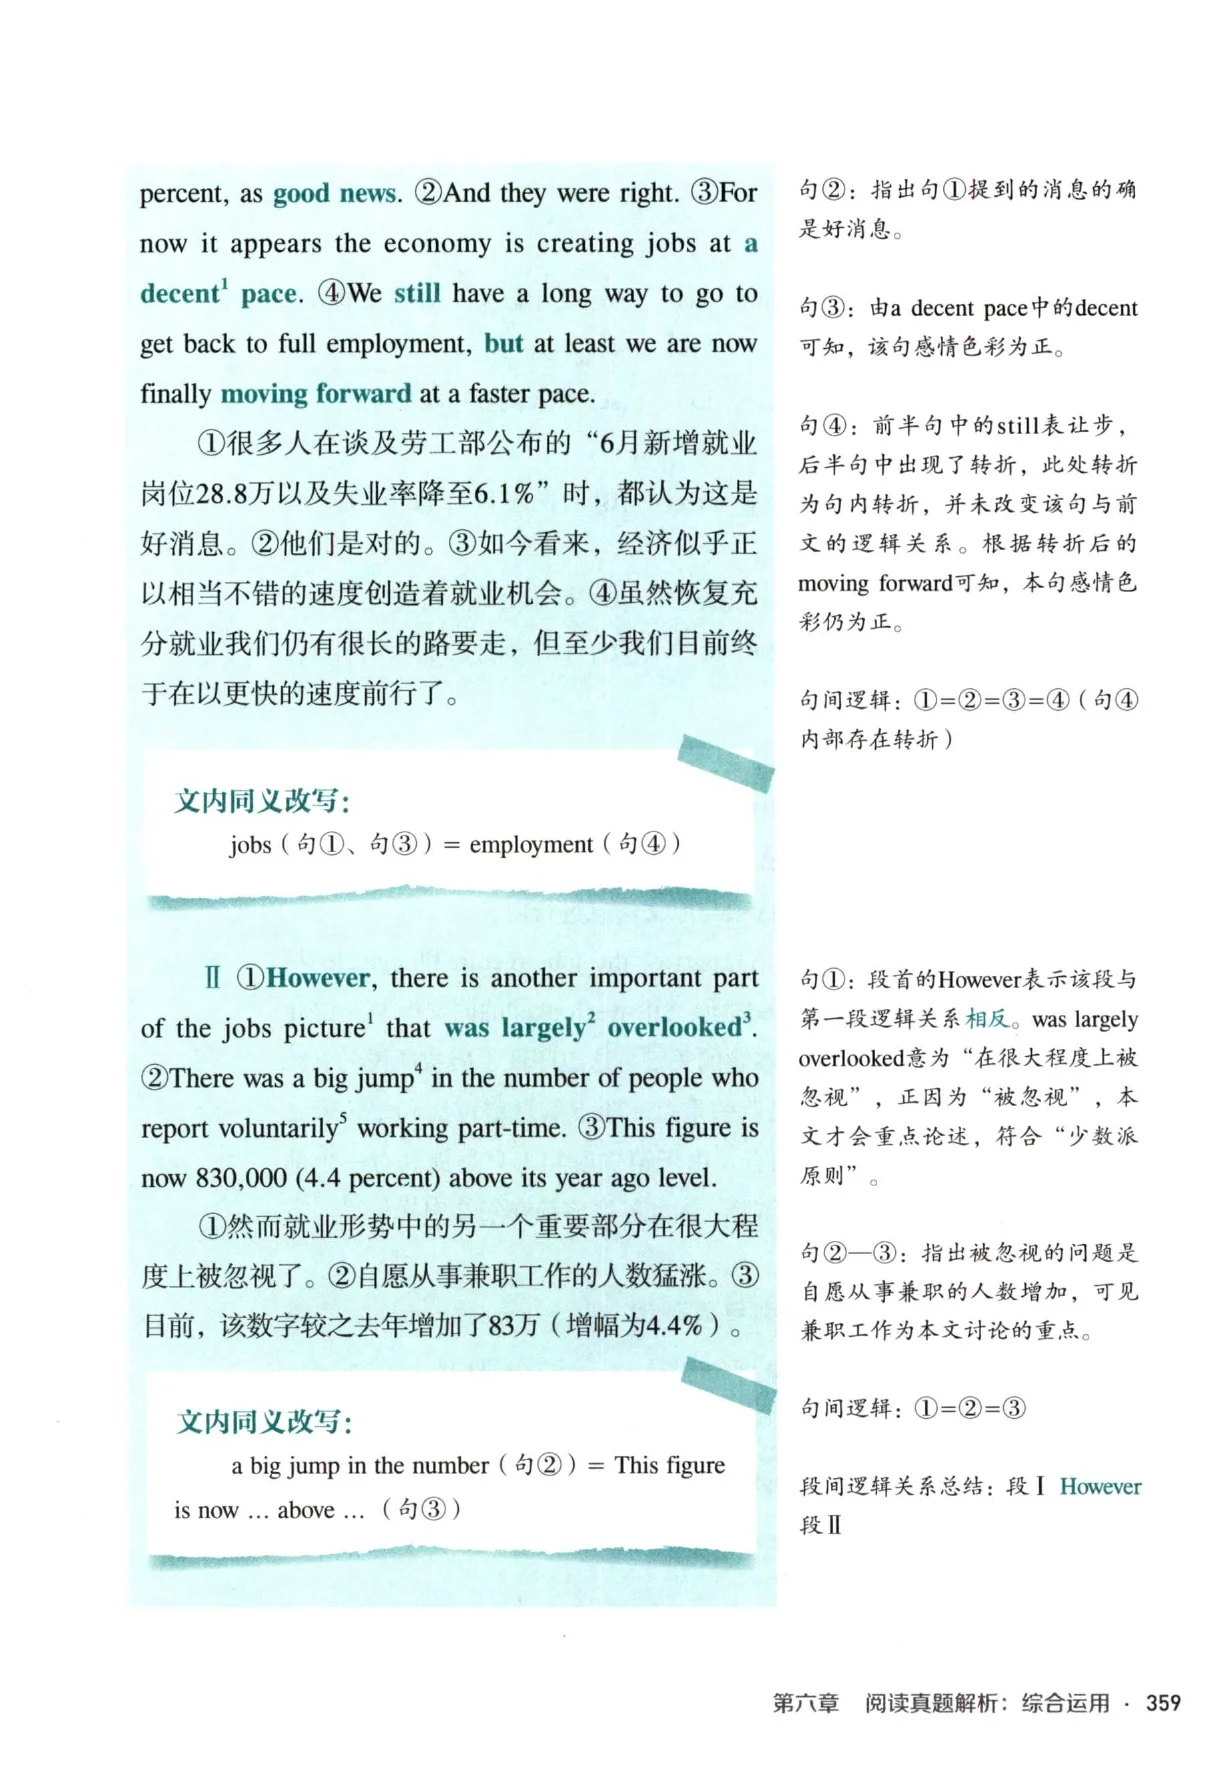 percent, as good news. ②And they were right. ③For
now it appears the economy is creating jobs at a
decent¹ pace. ④We still have a long way to go to
get back to full employment, but at least we are now
finally moving forward at a faster pace.
①很多人在谈及劳工部公布的“6月新增就业
岗位28.8万以及失业率降至6.1%”时，都认为这是
好消息。②他们是对的。③如今看来，经济似乎正
以相当不错的速度创造着就业机会。④虽然恢复充
分就业我们仍有很长的路要走，但至少我们目前终
于在以更快的速度前行了。
文内同义改写：
jobs（句①、句③）= employment（句④）
句②：指出句①提到的消息的确
是好消息。
句③：由a decent pace中的decent
可知，该句感情色彩为正。
句④：前半句中的still表让步，
后半句中出现了转折，此处转折
为句内转折，并未改变该句与前
文的逻辑关系。根据转折后的
moving forward可知，本句感情色
彩仍为正。
句间逻辑：①=②=③=④（句④
内部存在转折）
Ⅱ ①However, there is another important part
of the jobs picture¹ that was largely² overlooked³.
②There was a big jump⁴ in the number of people who
report voluntarily⁵ working part-time. ③This figure is
now 830,000 (4.4 percent) above its year ago level.
①然而就业形势中的另一个重要部分在很大程
度上被忽视了。②自愿从事兼职工作的人数猛涨。③
目前，该数字较之去年增加了83万（增幅为4.4%）。
文内同义改写：
a big jump in the number（句②）= This figure
is now … above …（句③）
句①：段首的However表示该段与
第一段逻辑关系相反。was largely
overlooked意为“在很大程度上被
忽视”，正因为“被忽视”，本
文才会重点论述，符合“少数派
原则”。
句②—③：指出被忽视的问题是
自愿从事兼职的人数增加，可见
兼职工作为本文讨论的重点。
句间逻辑：①=②=③
段间逻辑关系总结：段Ⅰ However
段Ⅱ
第六章 阅读真题解析：综合运用 · 359